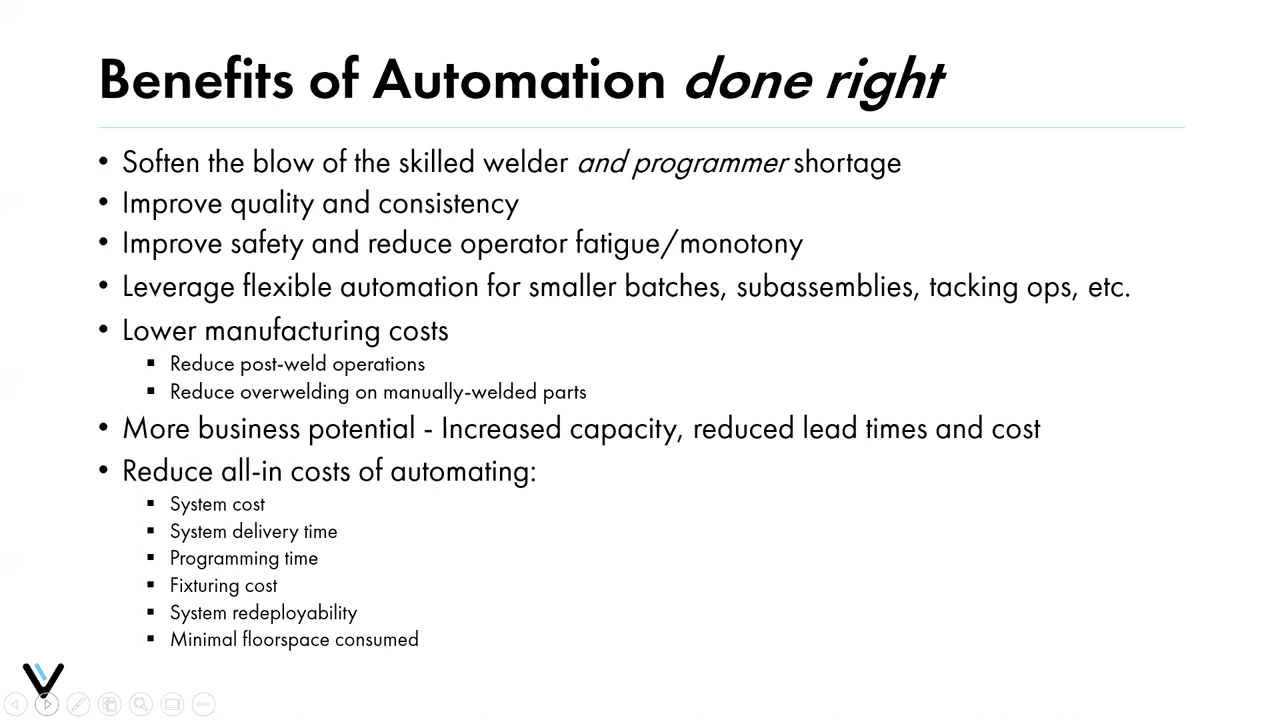 Benefits of Automation done right
• Soften the blow of the skilled welder and programmer shortage
• Improve quality and consistency
• Improve safety and reduce operator fatigue/monotony
• Leverage flexible automation for smaller batches, subassemblies, tacking ops, etc.
• Lower manufacturing costs
▪ Reduce post-weld operations
▪ Reduce overwelding on manually-welded parts
• More business potential - Increased capacity, reduced lead times and cost
• Reduce all-in costs of automating:
▪ System cost
▪ System delivery time
▪ Programming time
▪ Fixturing cost
▪ System redeployability
▪ Minimal floorspace consumed